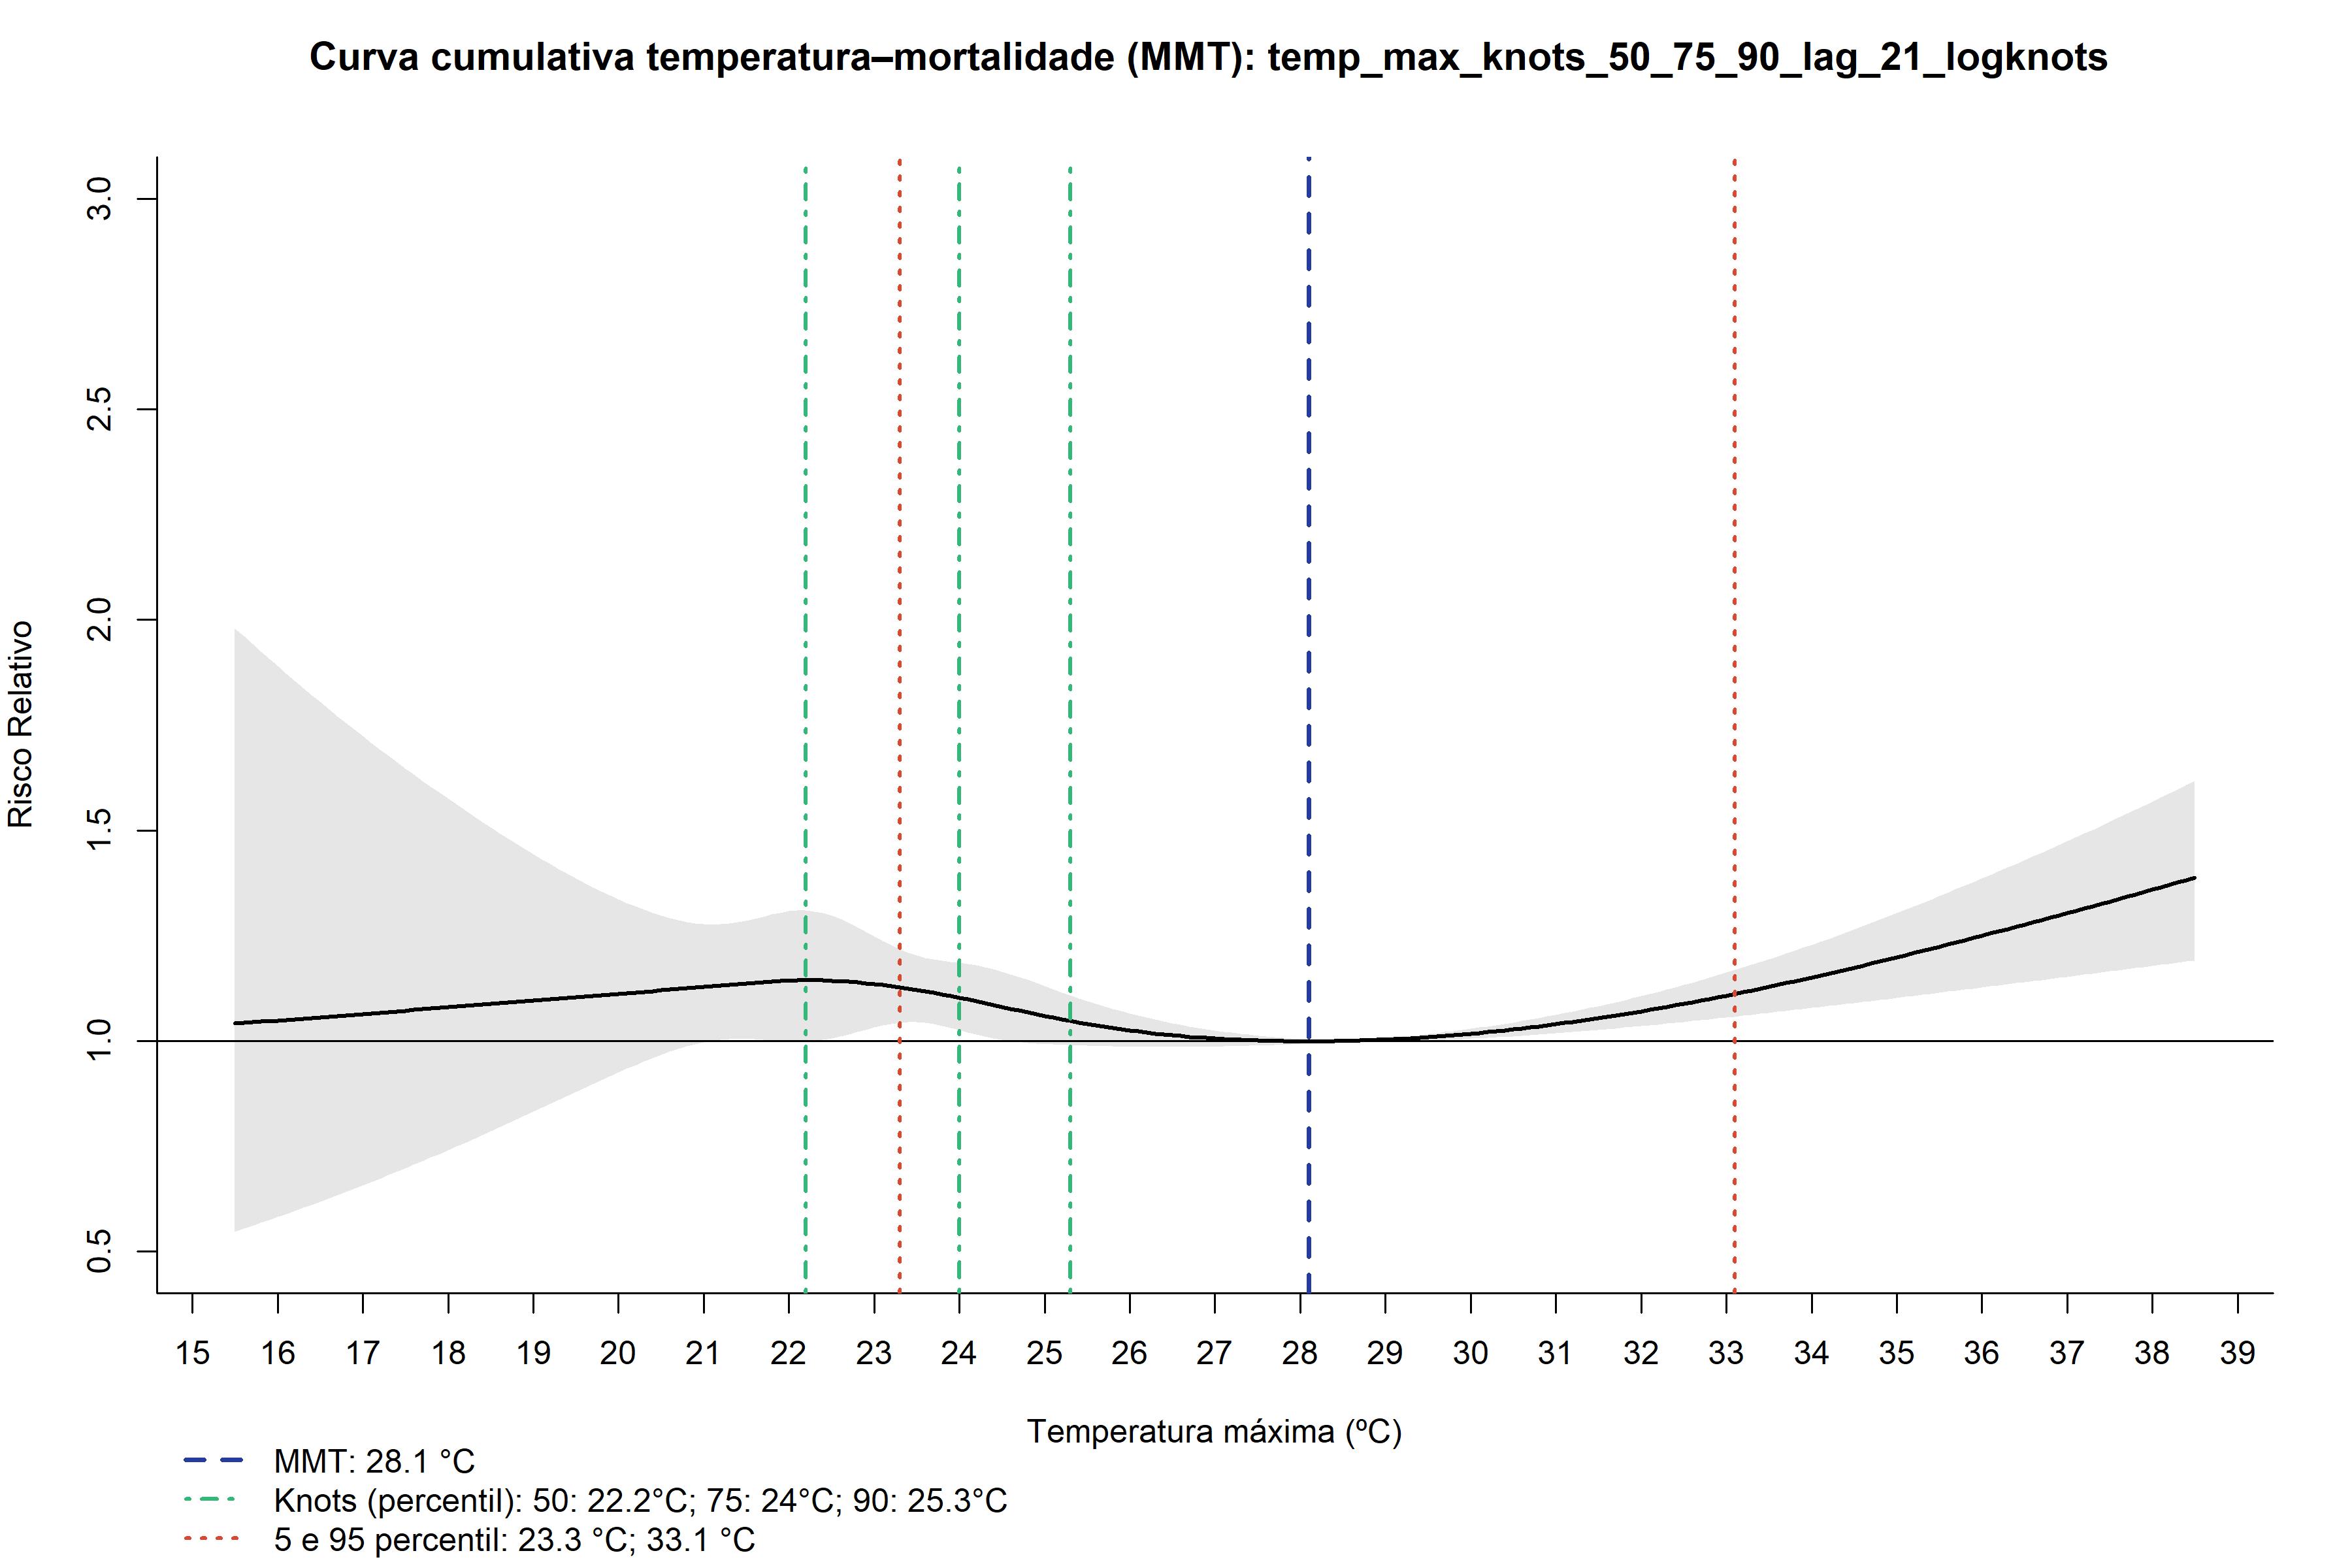 Curva cumulativa temperatura–mortalidade (MMT): temp_max_knots_50_75_90_lag_21_logknots
3.0
2.5
2.0
1.5
1.0
0.5
Risco Relativo
15 16 17 18 19 20 21 22 23 24 25 26 27 28 29 30 31 32 33 34 35 36 37 38 39
Temperatura máxima (ºC)
MMT: 28.1 °C
Knots (percentil): 50: 22.2°C; 75: 24°C; 90: 25.3°C
5 e 95 percentil: 23.3 °C; 33.1 °C